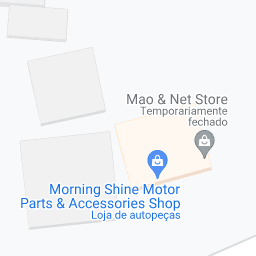 Mao & Net Store
Temporariamente
fechado
Morning Shine Motor
Parts & Accessories Shop
Loja de autopeças